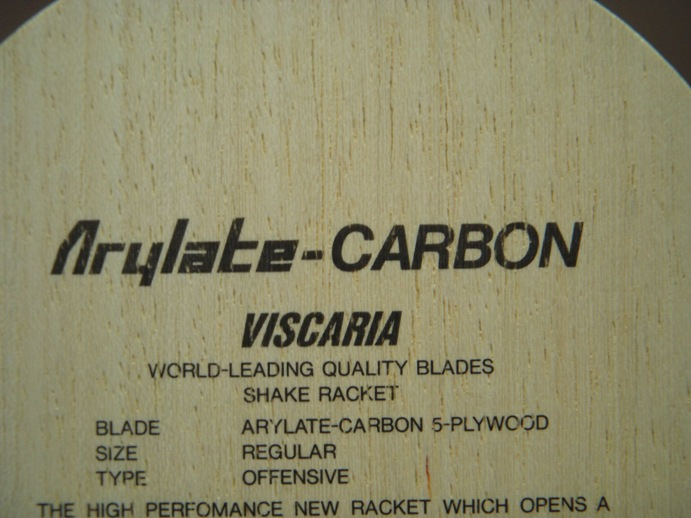 Arylate-CARBON
VISCARIA
WORLD-LEADING QUALITY BLADES
SHAKE RACKET
BLADE ARYLATE-CARBON 5-PLYWOOD
SIZE REGULAR
TYPE OFFENSIVE
THE HIGH PERFOMANCE NEW RACKET WHICH OPENS A